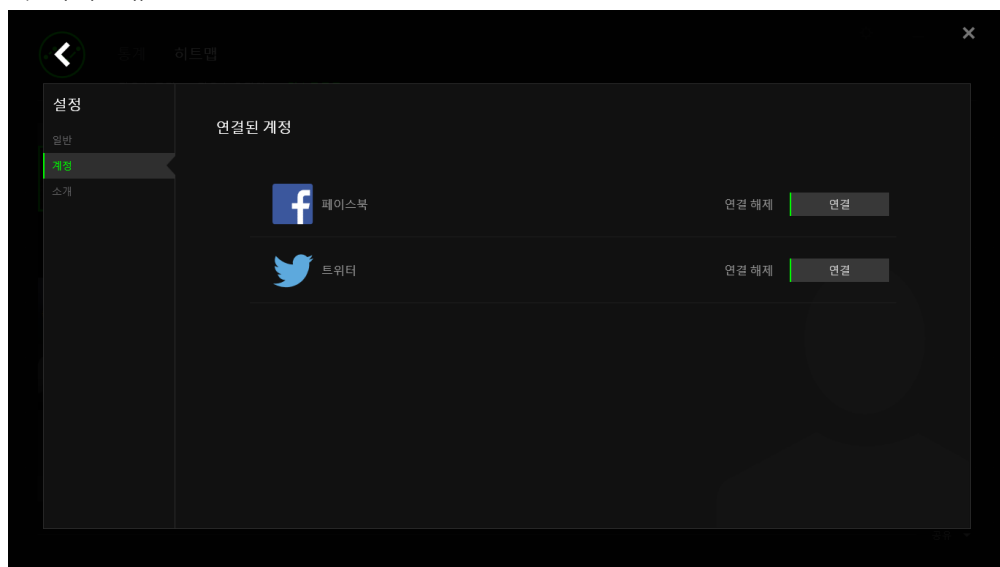 통계 히트맵
설정
일반
계정
소개
연결된 계정
페이스북 연결 해제 연결
트위터 연결 해제 연결